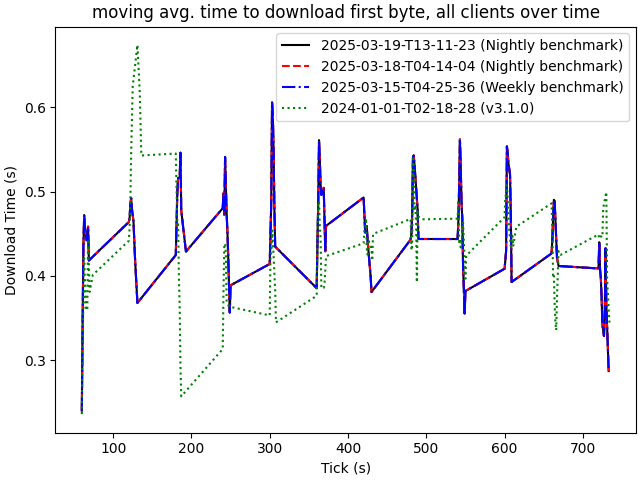 moving avg. time to download first byte, all clients over time
2025-03-19-T13-11-23 (Nightly benchmark)
2025-03-18-T04-14-04 (Nightly benchmark)
2025-03-15-T04-25-36 (Weekly benchmark)
2024-01-01-T02-18-28 (v3.1.0)
Download Time (s)
0.6
0.5
0.4
0.3
100 200 300 400 500 600 700
Tick (s)